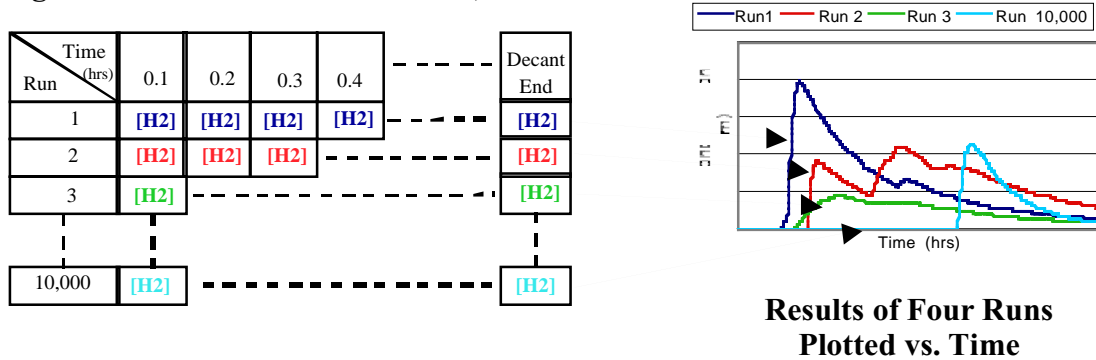 Run1 Run 2 Run 3 Run 10,000
Time (hrs)
Run
0.1 0.2 0.3 0.4 Decant End
1 [H2] [H2] [H2] [H2] [H2]
2 [H2] [H2] [H2] [H2]
3 [H2] [H2]
10,000 [H2] [H2]
Time (hrs)
Results of Four Runs
Plotted vs. Time